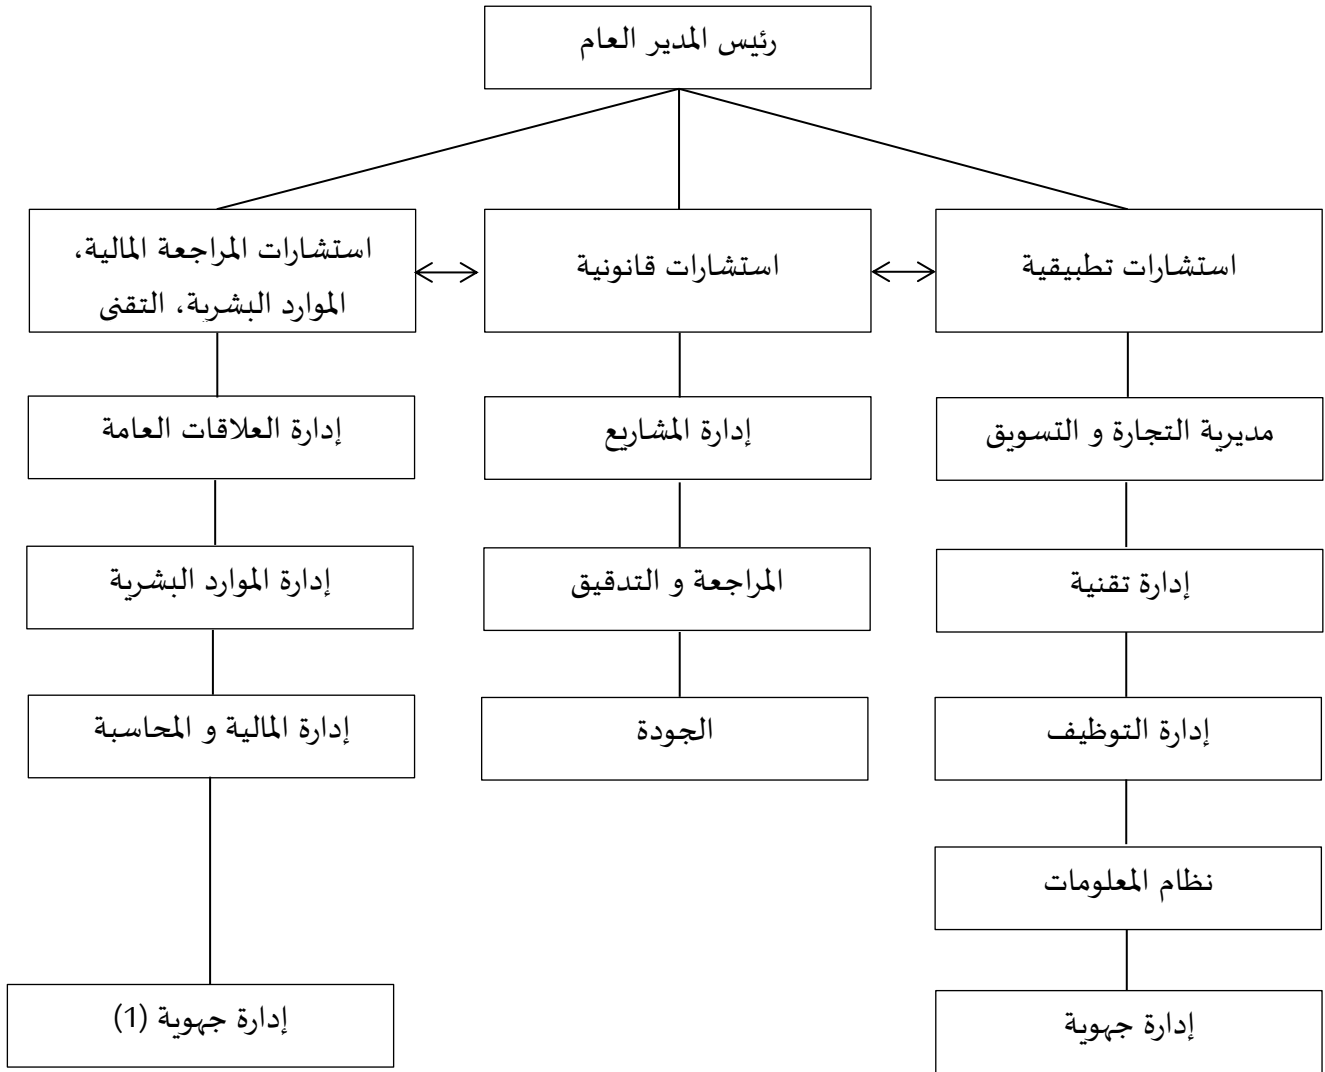 رئيس المدير العام
استشارات تطبيقية
استشارات قانونية
استشارات المراجعة المالية،
الموارد البشرية، التقني
مديرية التجارة و التسويق
إدارة المشاريع
إدارة العلاقات العامة
إدارة تقنية
المراجعة و التدقيق
إدارة الموارد البشرية
إدارة التوظيف
الجودة
إدارة المالية و المحاسبة
نظام المعلومات
إدارة جهوية
إدارة جهوية (1)